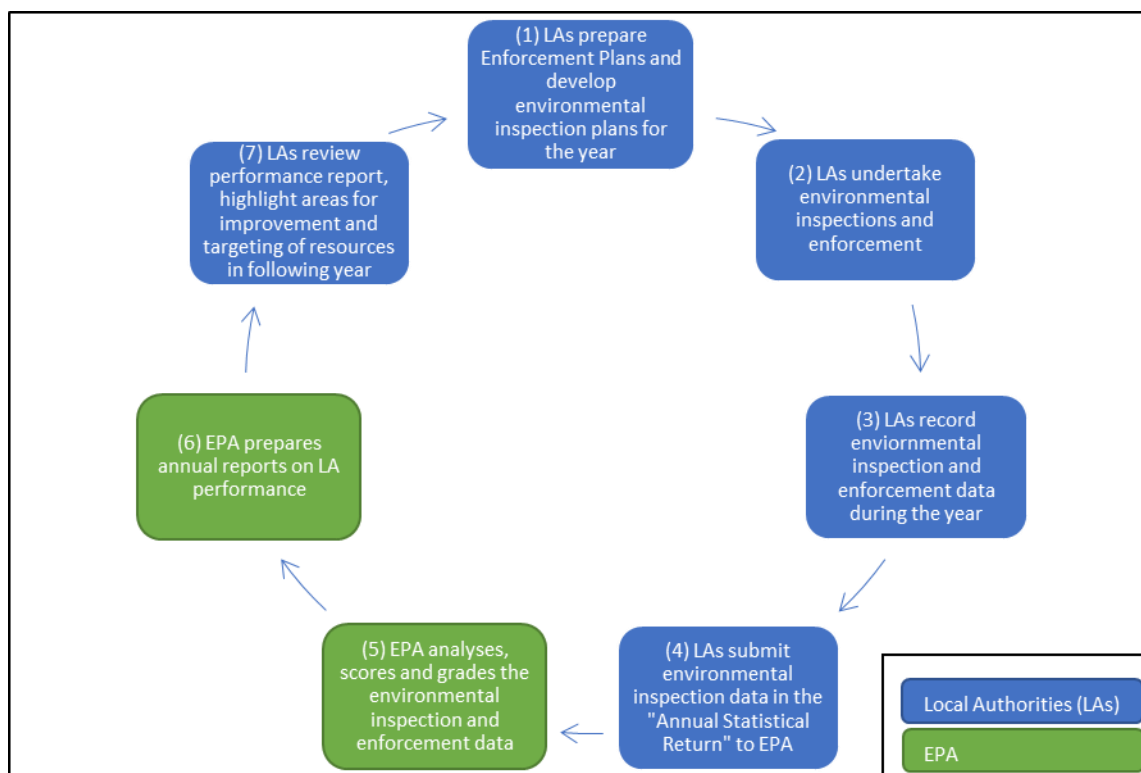 (1) LAs prepare
Enforcement Plans and
develop
environmental
inspection plans for
the year
(2) LAs undertake
environmental
inspections and
enforcement
(3) LAs record
enviornmental
inspection and
enforcement data
during the year
(4) LAs submit
environmental
inspection data in the
"Annual Statistical
Return" to EPA
(5) EPA analyses,
scores and grades the
environmental
inspection and
enforcement data
(6) EPA prepares
annual reports on LA
performance
(7) LAs review
performance report,
highlight areas for
improvement and
targeting of resources
in following year
Local Authorities (LAs)
EPA